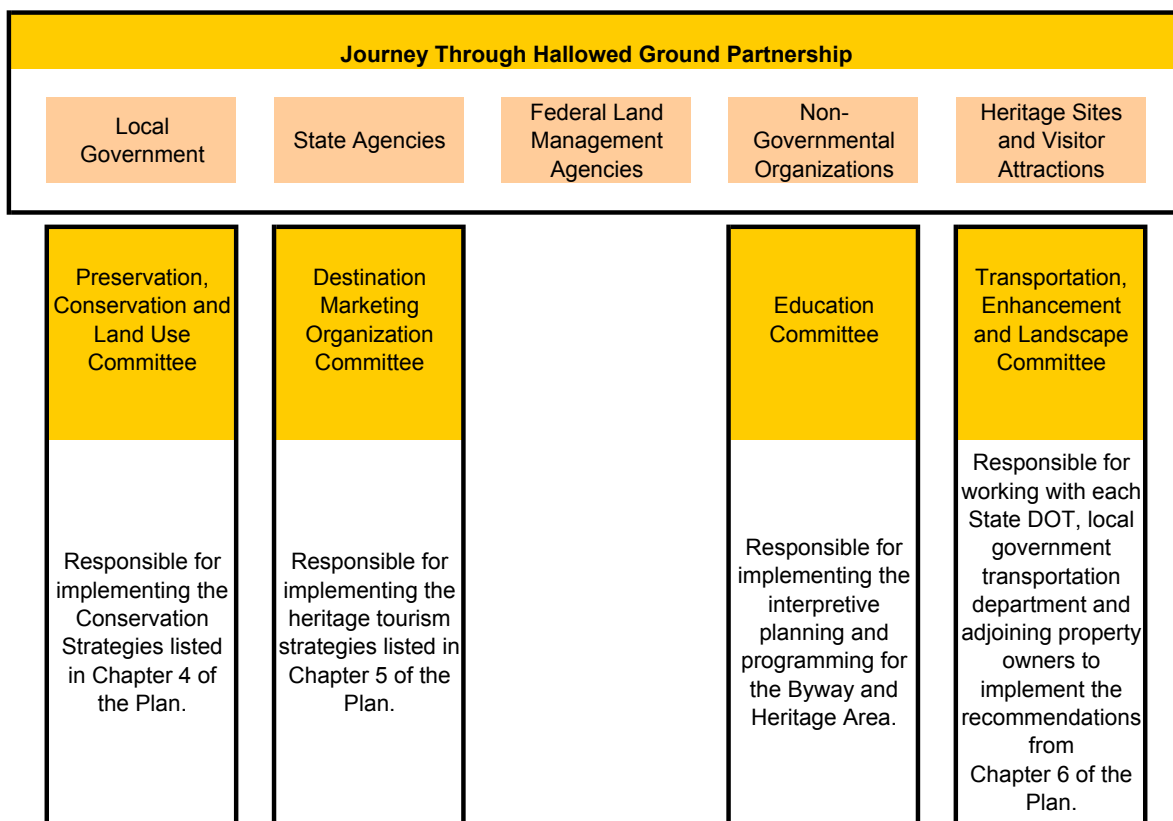 Journey Through Hallowed Ground Partnership
Local
Government
State Agencies
Federal Land
Management
Agencies
Non-
Governmental
Organizations
Heritage Sites
and Visitor
Attractions
Preservation,
Conservation and
Land Use
Committee
Destination
Marketing
Organization
Committee
Education
Committee
Transportation,
Enhancement
and Landscape
Committee
Responsible for
implementing the
Conservation
Strategies listed
in Chapter 4 of
the Plan.
Responsible for
implementing the
heritage tourism
strategies listed in
Chapter 5 of the
Plan.
Responsible for
implementing the
interpretive
planning and
programming for
the Byway and
Heritage Area.
Responsible for
working with each
State DOT, local
government
transportation
department and
adjoining property
owners to
implement the
recommendations
from
Chapter 6 of the
Plan.